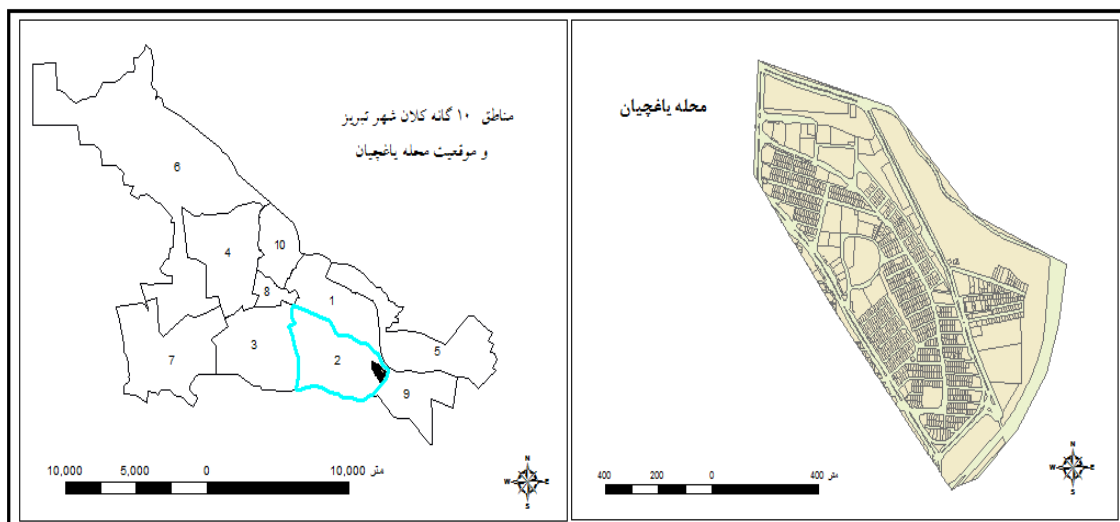 مناطق ۱۰ گانه کلان شهر تبریز
و موقعیت محله یاغچیان
6
4
10
8
1
5
3
2
7
9
10,000 5,000 0 10,000 متر
N
W E
S
محله یاغچیان
400 200 0 400 متر
N
W E
S